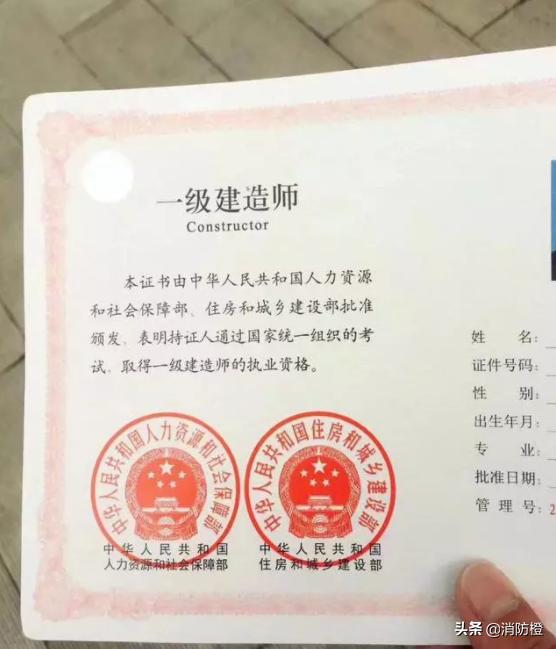 一级建造师
Constructor
本证书由中华人民共和国人力资源
和社会保障部、住房和城乡建设部批准
颁发，表明持证人通过国家统一组织的考
试，取得一级建造师的执业资格。
中华人民共和国人力资源和社会保障部
中华人民共和国住房和城乡建设部
中华人民共和国
人力资源和社会保障部
中华人民共和国
住房和城乡建设部
姓 名：
证件号码：
性 别：
出生年月：
专 业：
批准日期：
管 理 号：2
头条 @消防橙